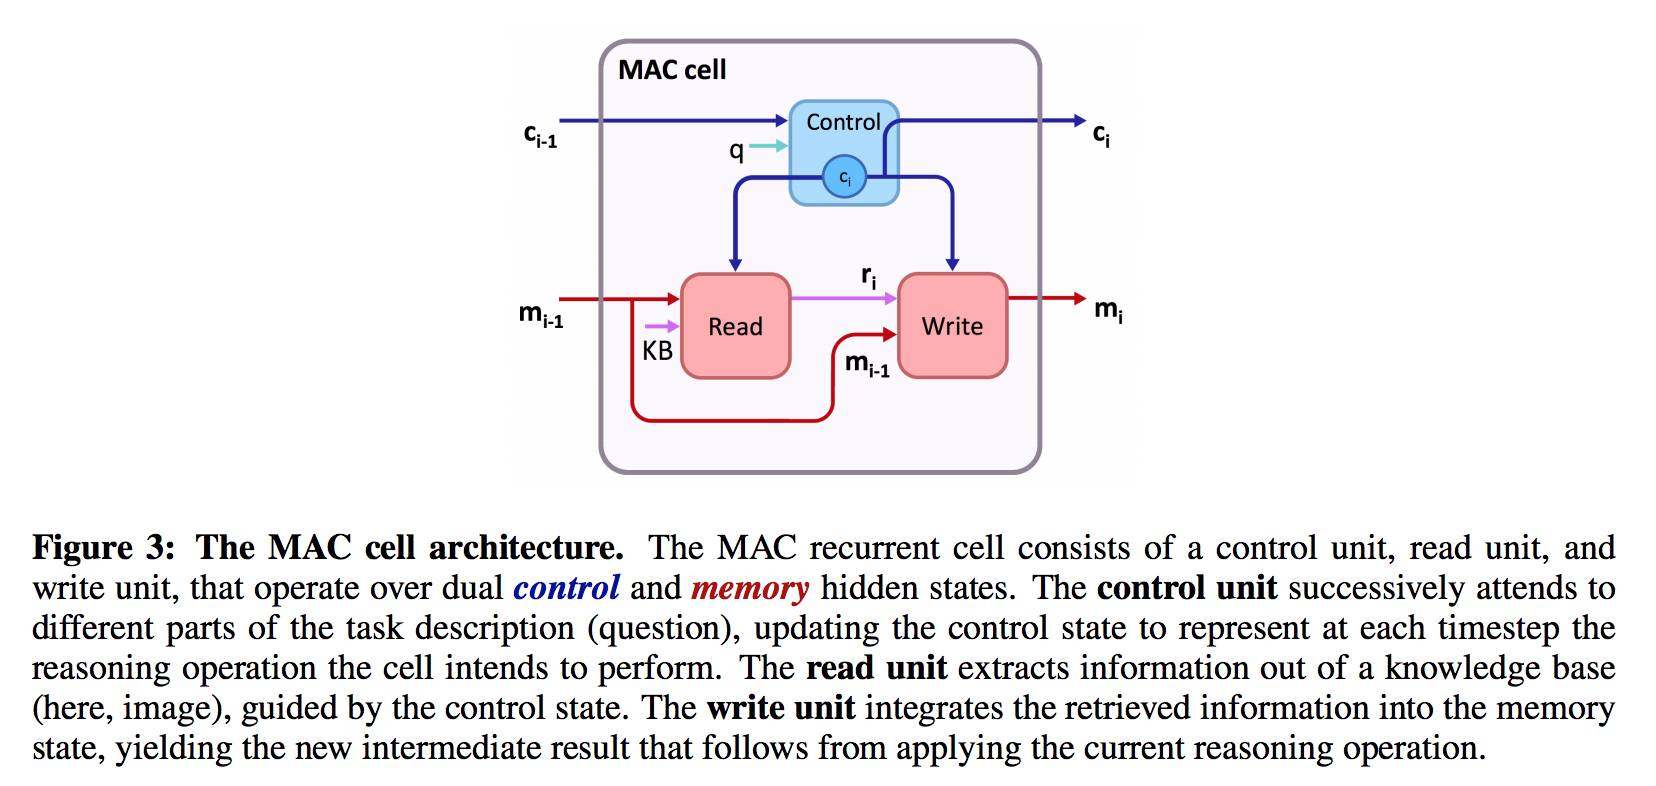 MAC cell
c_{i-1}
Control
c_i
q
c_i
m_{i-1}
KB
Read
r_i
m_{i-1}
Write
m_i
Figure 3: The MAC cell architecture. The MAC recurrent cell consists of a control unit, read unit, and
write unit, that operate over dual control and memory hidden states. The control unit successively attends to
different parts of the task description (question), updating the control state to represent at each timestep the
reasoning operation the cell intends to perform. The read unit extracts information out of a knowledge base
(here, image), guided by the control state. The write unit integrates the retrieved information into the memory
state, yielding the new intermediate result that follows from applying the current reasoning operation.